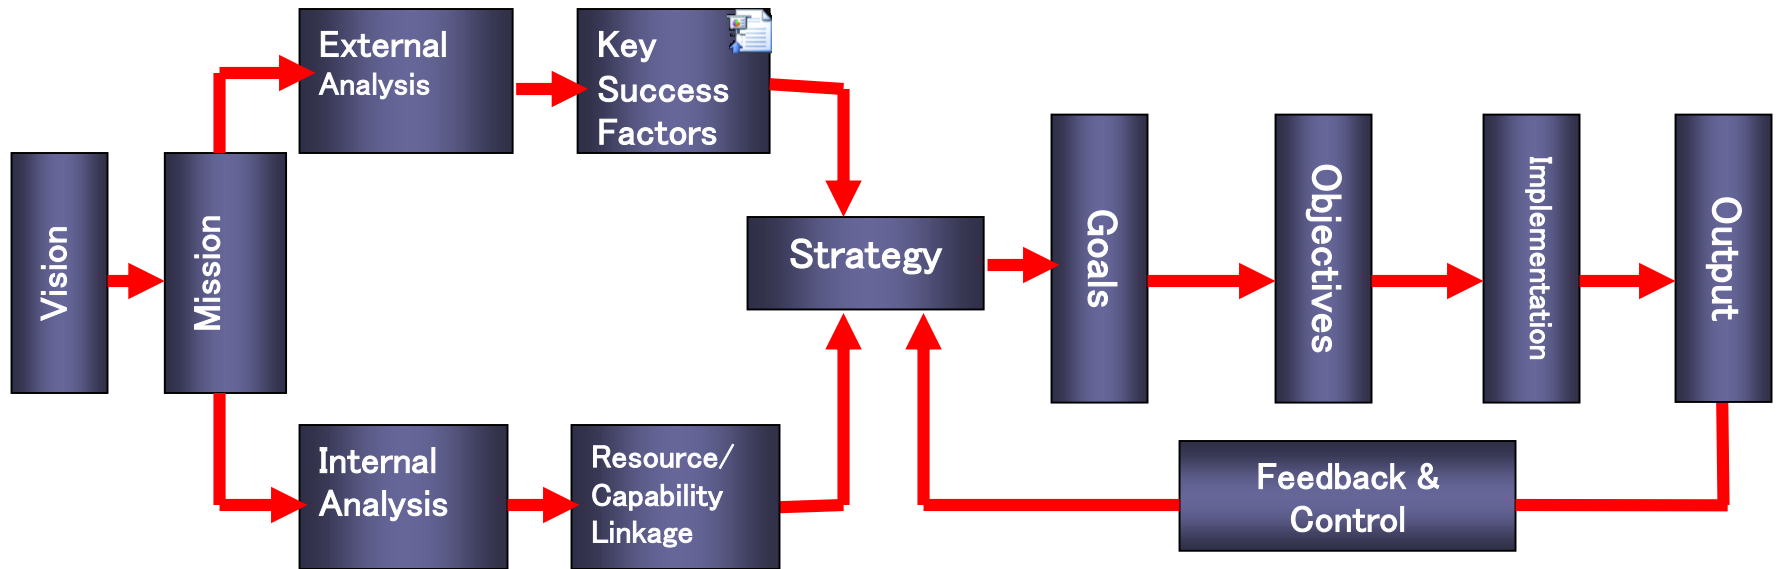 Vision
Mission
External
Analysis
Key
Success
Factors
Internal
Analysis
Resource/
Capability
Linkage
Strategy
Goals
Objectives
Implementation
Output
Feedback &
Control